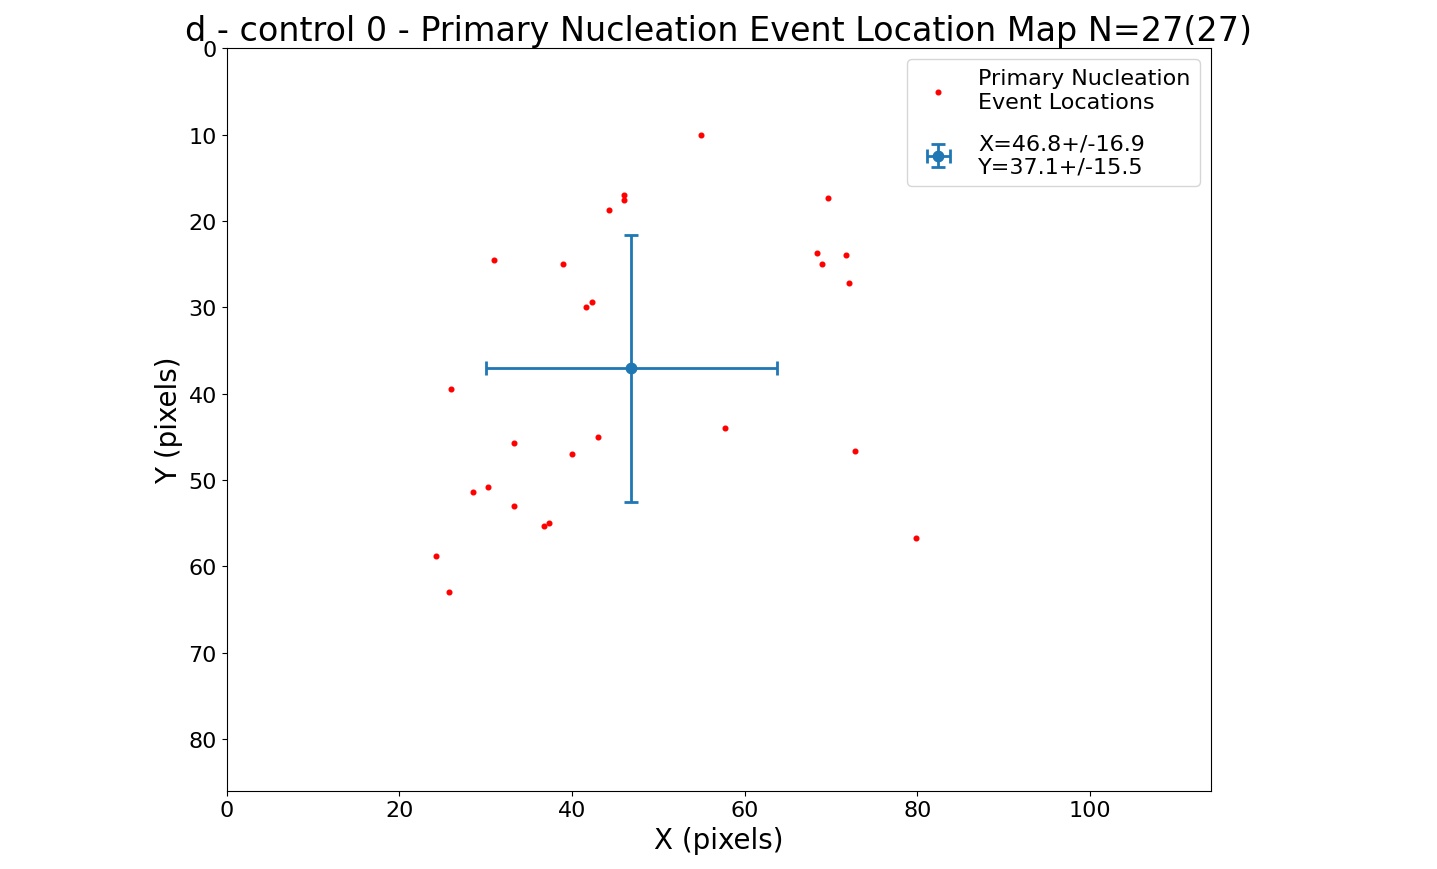 d - control 0 - Primary Nucleation Event Location Map N=27(27)
Primary Nucleation
Event Locations
X=46.8+/-16.9
Y=37.1+/-15.5
Y (pixels)
0
10
20
30
40
50
60
70
80
0 20 40 60 80 100
X (pixels)